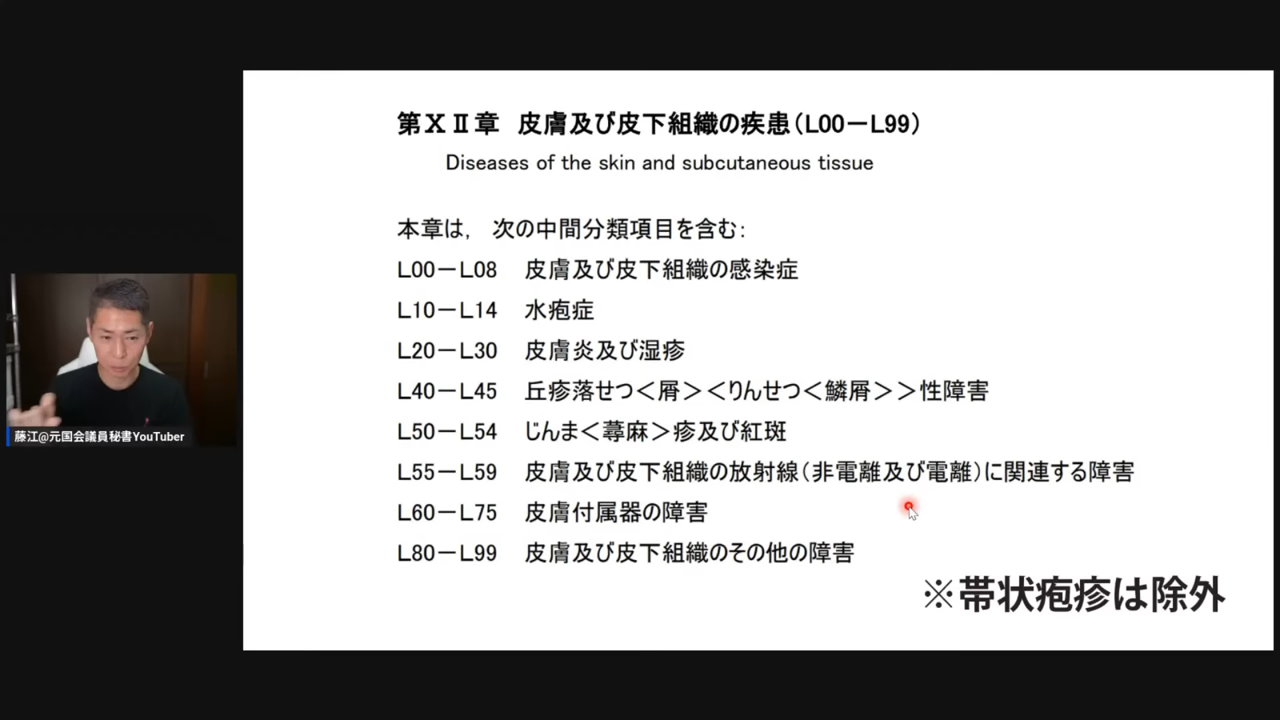 第ⅩⅡ章 皮膚及び皮下組織の疾患(L00-L99)
Diseases of the skin and subcutaneous tissue
本章は, 次の中間分類項目を含む:
L00-L08 皮膚及び皮下組織の感染症
L10-L14 水疱症
L20-L30 皮膚炎及び湿疹
L40-L45 丘疹落せつ<屑><りんせつ<鱗屑>>性障害
L50-L54 じんま<蕁麻>疹及び紅斑
L55-L59 皮膚及び皮下組織の放射線(非電離及び電離)に関連する障害
L60-L75 皮膚付属器の障害
L80-L99 皮膚及び皮下組織のその他の障害
※帯状疱疹は除外
藤江@元国会議員秘書YouTuber